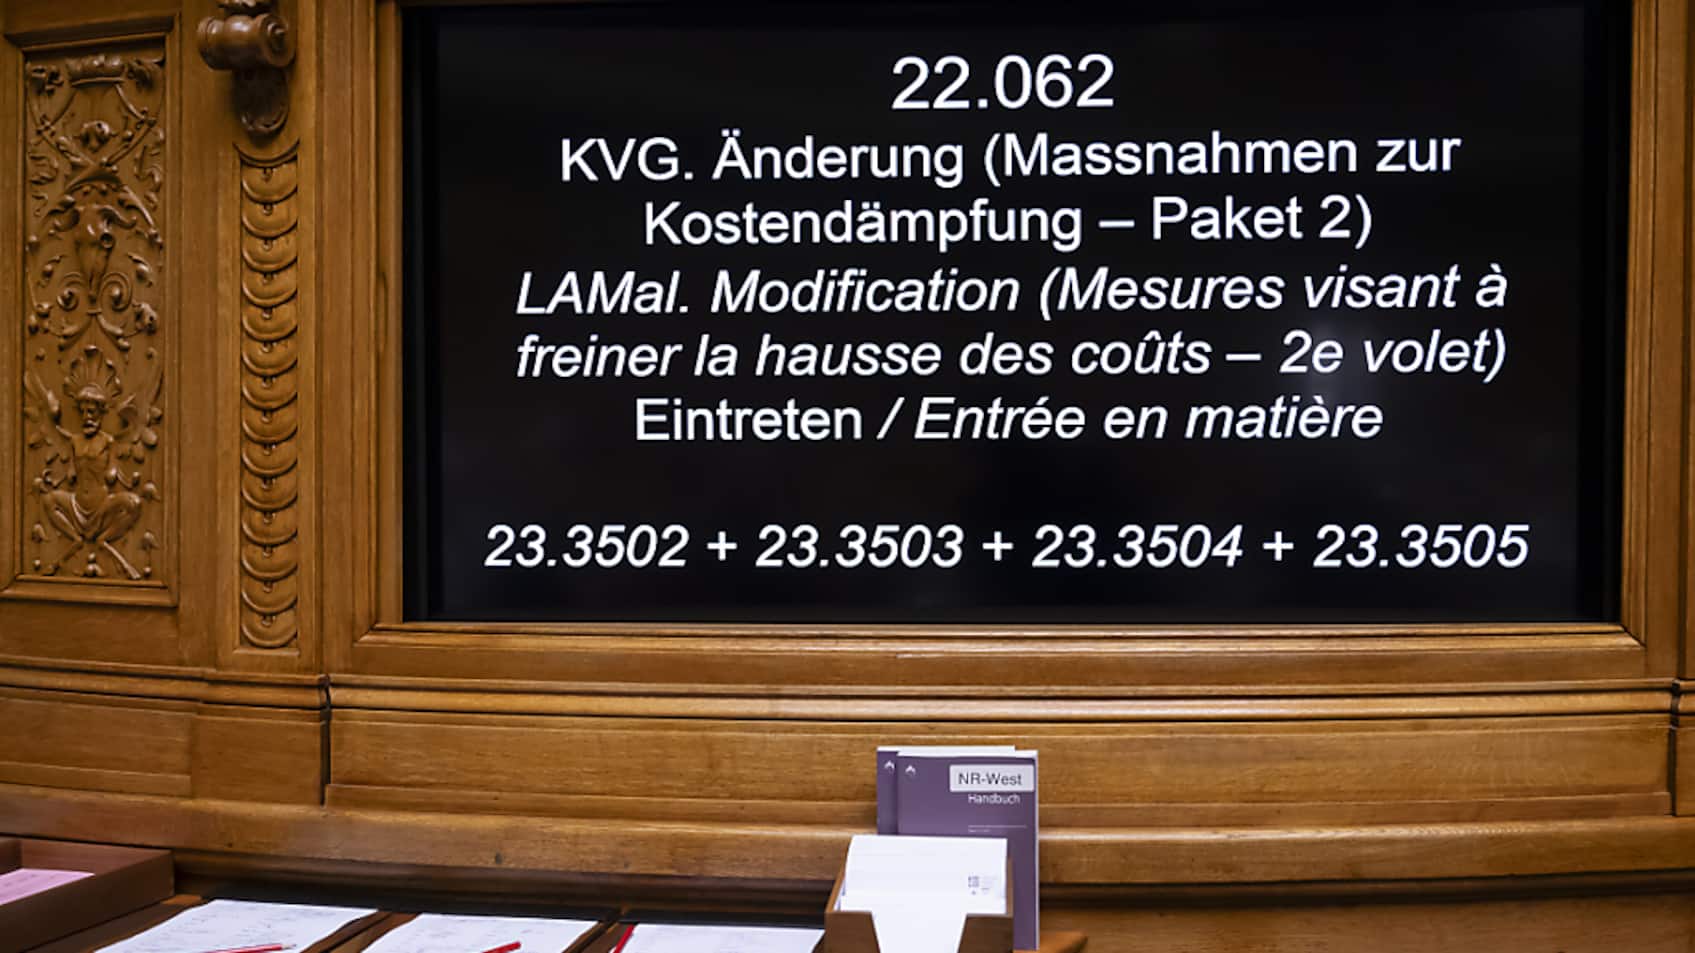 22.062
KVG. Änderung (Massnahmen zur
Kostendämpfung – Paket 2)
LAMal. Modification (Mesures visant à
freiner la hausse des coûts – 2e volet)
Eintreten / Entrée en matière
23.3502 + 23.3503 + 23.3504 + 23.3505
NR-West
Handbuch